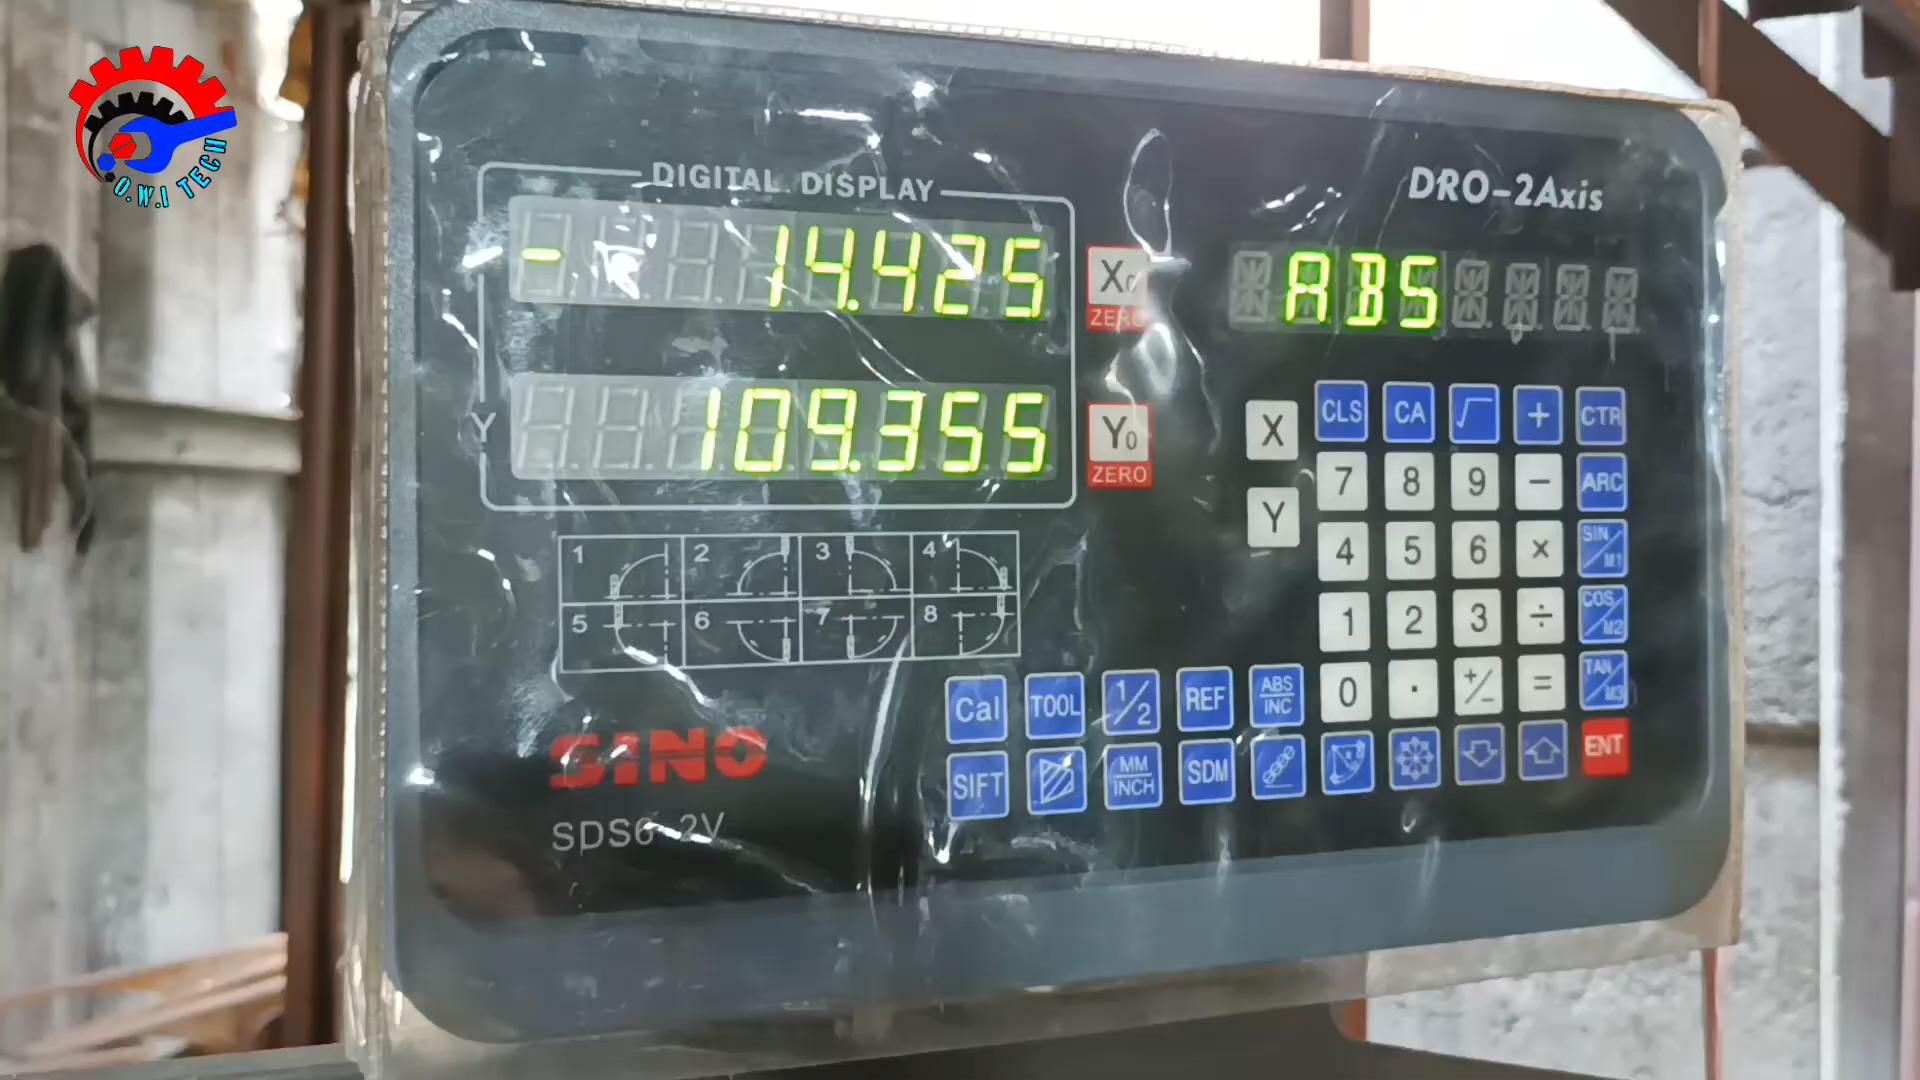 O.W.I TECH
DIGITAL DISPLAY
DRO-2Axis
- 14.425
X0
ZERO
ABS
Y
109.355
Y0
ZERO
X
Y
CLS CA √ + CTR
7 8 9 - ARC
4 5 6 × SIN/M1
1 2 3 ÷ COS/M2
0 . +/- = TAN/M3
1 2 3 4
5 6 7 8
Cal TOOL 1/2 REF ABS/INC
SIFT MM/INCH SDM ENT
SINO
SDS6-2V